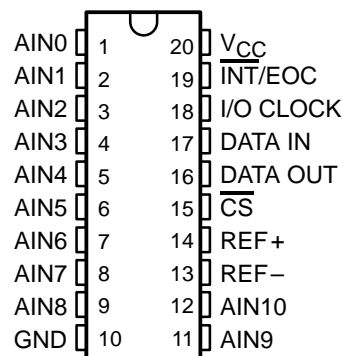 AIN0 1 20 VCC
AIN1 2 19 INT/EOC
AIN2 3 18 I/O CLOCK
AIN3 4 17 DATA IN
AIN4 5 16 DATA OUT
AIN5 6 15 CS
AIN6 7 14 REF+
AIN7 8 13 REF−
AIN8 9 12 AIN10
GND 10 11 AIN9